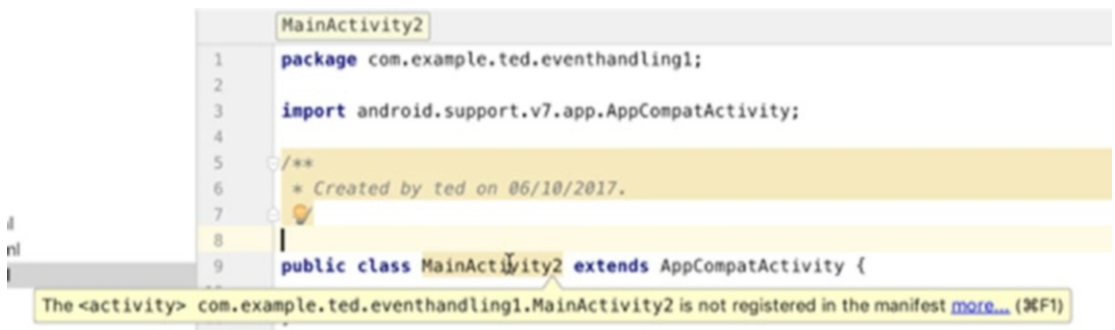 MainActivity2
1 package com.example.ted.eventhandling1;
2
3 import android.support.v7.app.AppCompatActivity;
4
5 /**
6 * Created by ted on 06/10/2017.
7
8
9 public class MainActivity2 extends AppCompatActivity {
The <activity> com.example.ted.eventhandling1.MainActivity2 is not registered in the manifest more... (⌘F1)